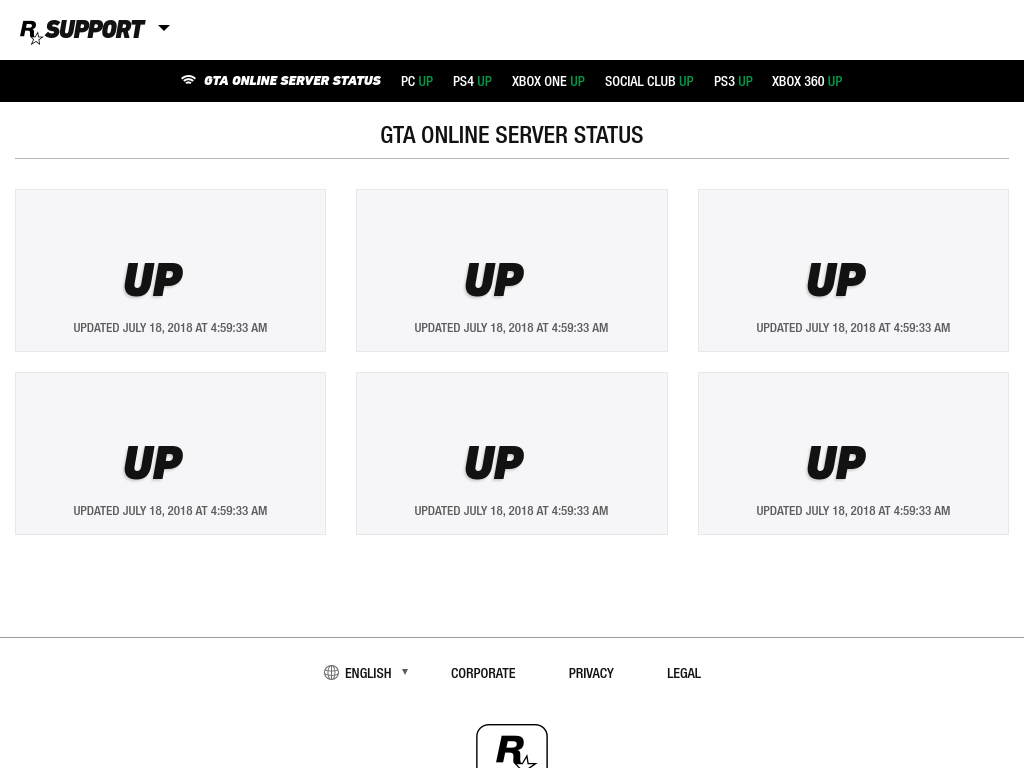 R SUPPORT
GTA ONLINE SERVER STATUS PC UP PS4 UP XBOX ONE UP SOCIAL CLUB UP PS3 UP XBOX 360 UP
GTA ONLINE SERVER STATUS
UP UP UP
UPDATED JULY 18, 2018 AT 4:59:33 AM UPDATED JULY 18, 2018 AT 4:59:33 AM UPDATED JULY 18, 2018 AT 4:59:33 AM
UP UP UP
UPDATED JULY 18, 2018 AT 4:59:33 AM UPDATED JULY 18, 2018 AT 4:59:33 AM UPDATED JULY 18, 2018 AT 4:59:33 AM
ENGLISH CORPORATE PRIVACY LEGAL
R